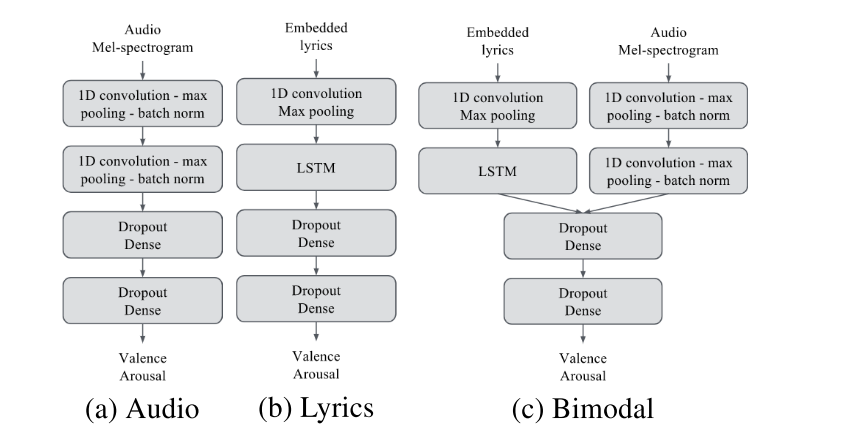 Audio
Mel-spectrogram
1D convolution - max
pooling - batch norm
1D convolution - max
pooling - batch norm
Dropout
Dense
Dropout
Dense
Valence
Arousal
(a) Audio
Embedded
lyrics
1D convolution
Max pooling
LSTM
Dropout
Dense
Dropout
Dense
Valence
Arousal
(b) Lyrics
Embedded
lyrics
1D convolution
Max pooling
LSTM
Audio
Mel-spectrogram
1D convolution - max
pooling - batch norm
1D convolution - max
pooling - batch norm
Dropout
Dense
Dropout
Dense
Valence
Arousal
(c) Bimodal